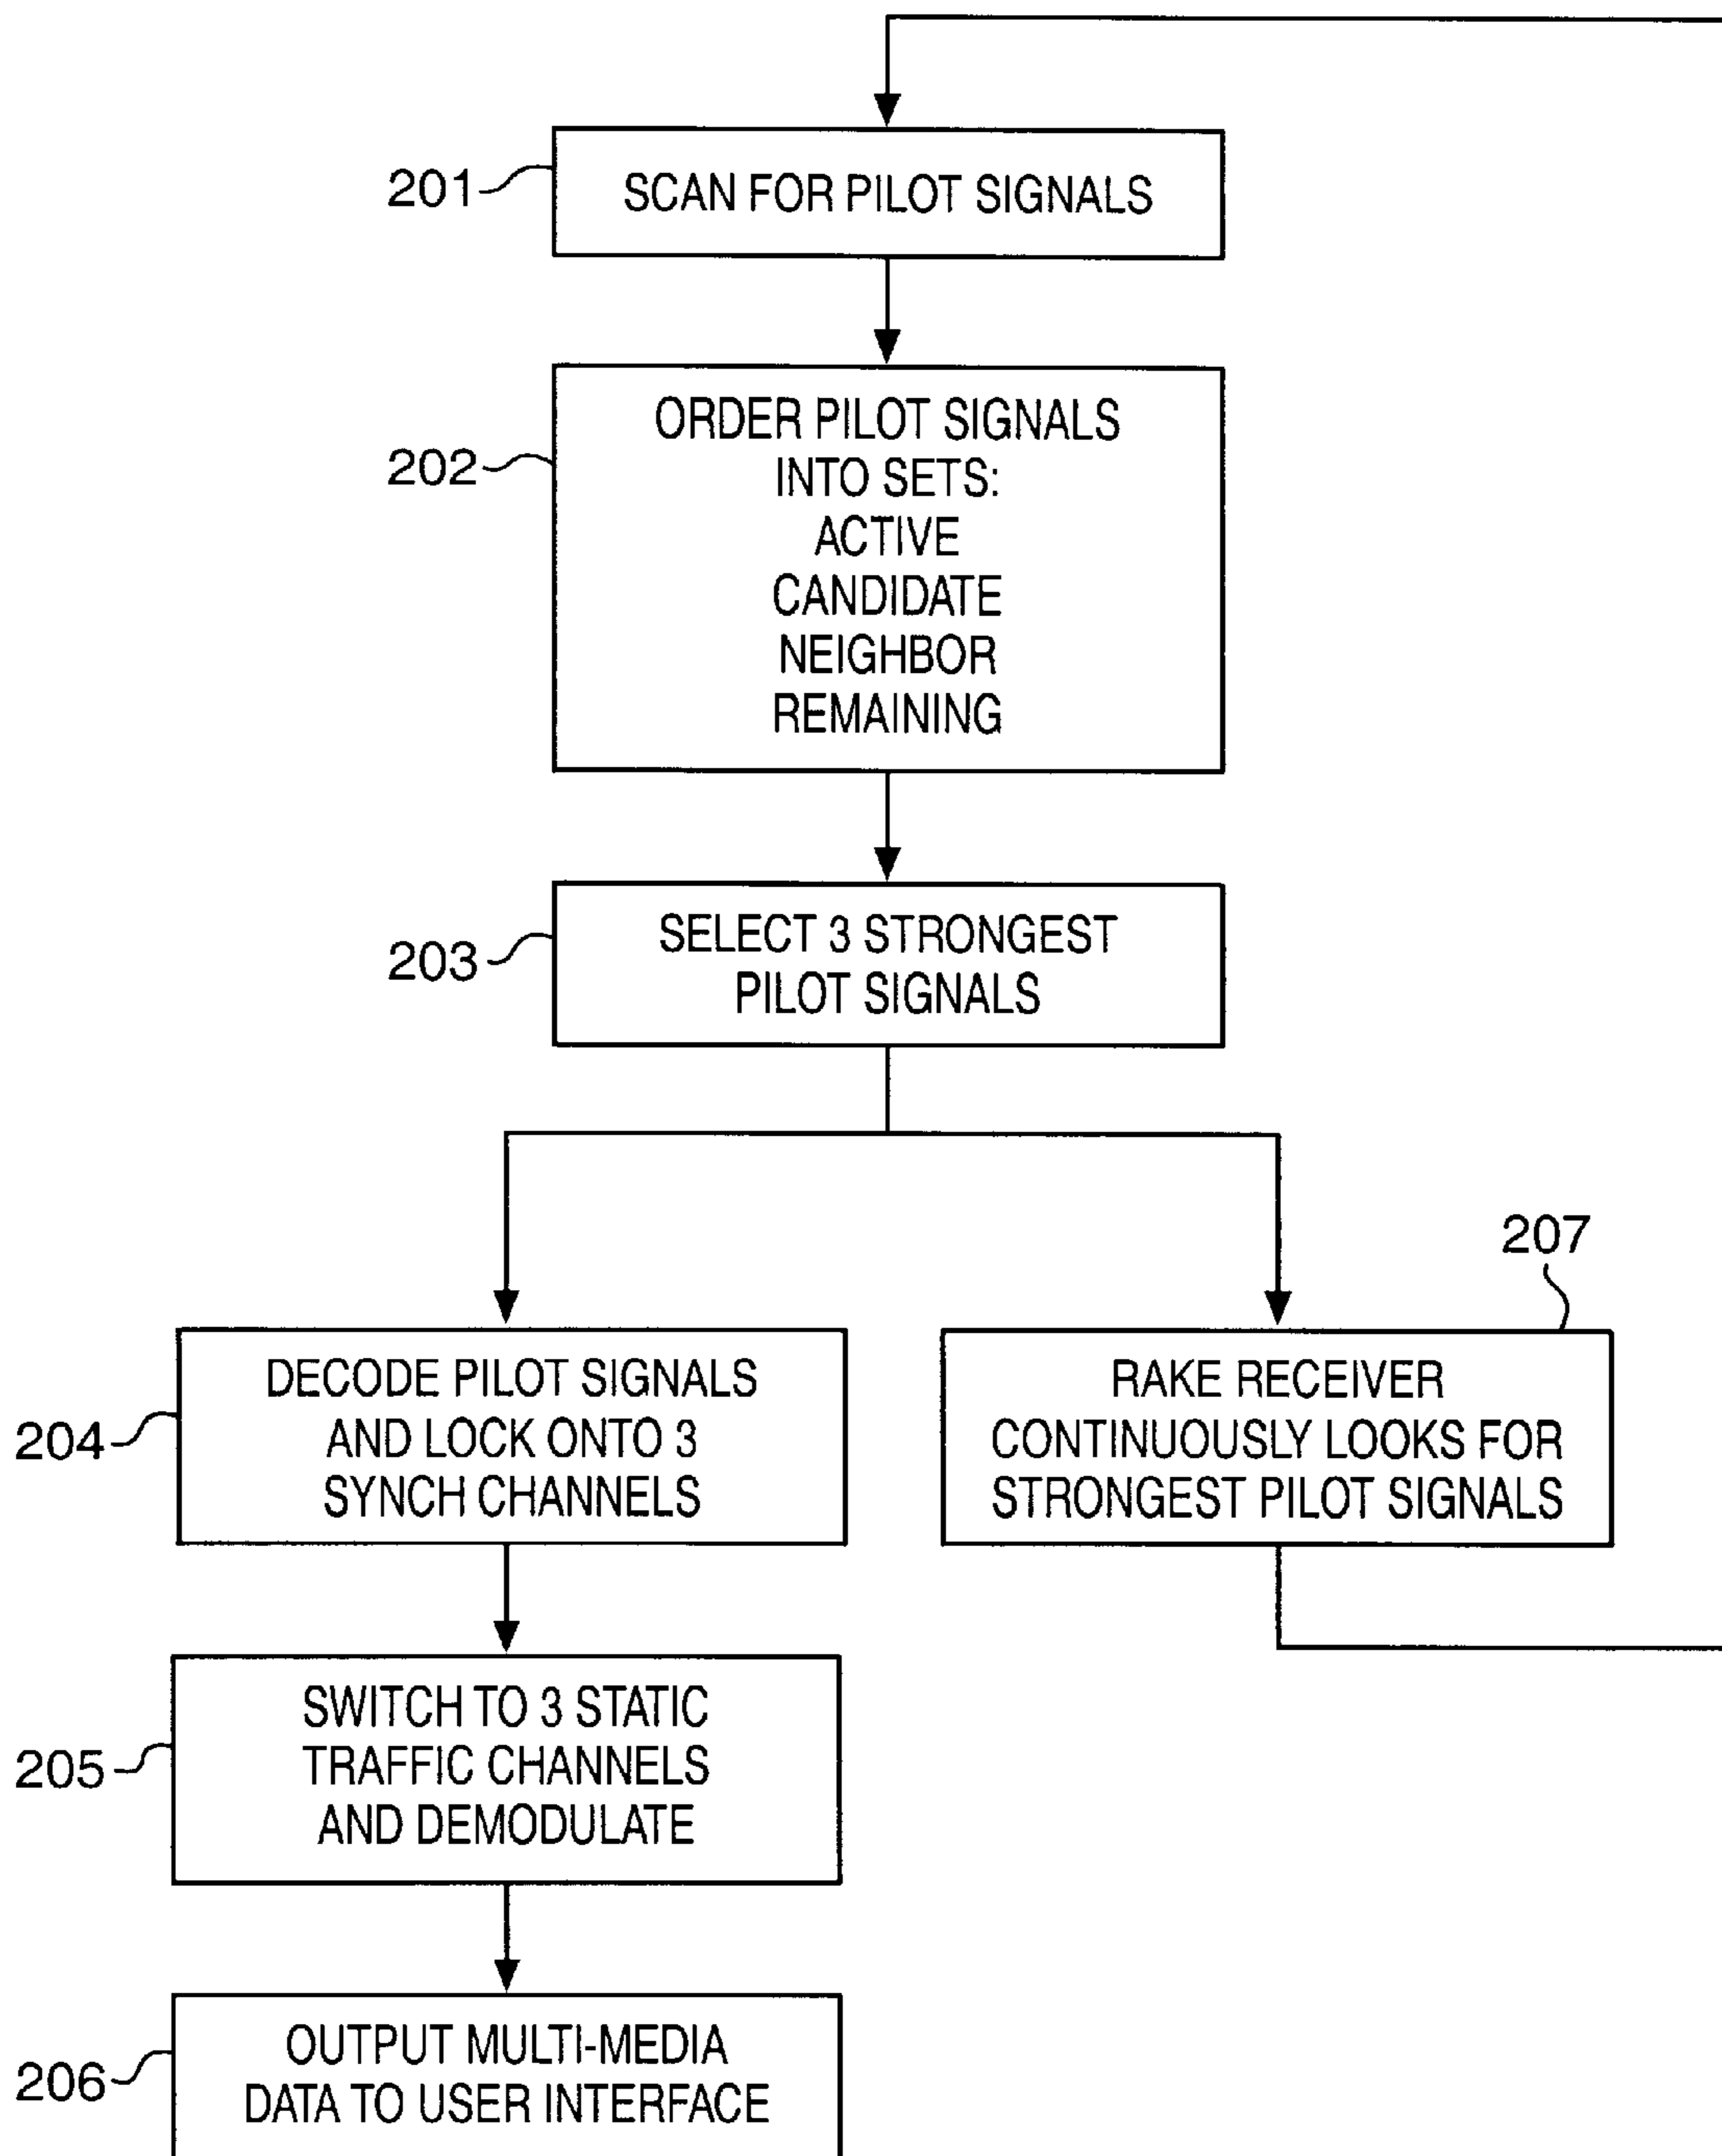 201
SCAN FOR PILOT SIGNALS
202
ORDER PILOT SIGNALS
INTO SETS:
ACTIVE
CANDIDATE
NEIGHBOR
REMAINING
203
SELECT 3 STRONGEST
PILOT SIGNALS
204
DECODE PILOT SIGNALS
AND LOCK ONTO 3
SYNCH CHANNELS
207
RAKE RECEIVER
CONTINUOUSLY LOOKS FOR
STRONGEST PILOT SIGNALS
205
SWITCH TO 3 STATIC
TRAFFIC CHANNELS
AND DEMODULATE
206
OUTPUT MULTI-MEDIA
DATA TO USER INTERFACE